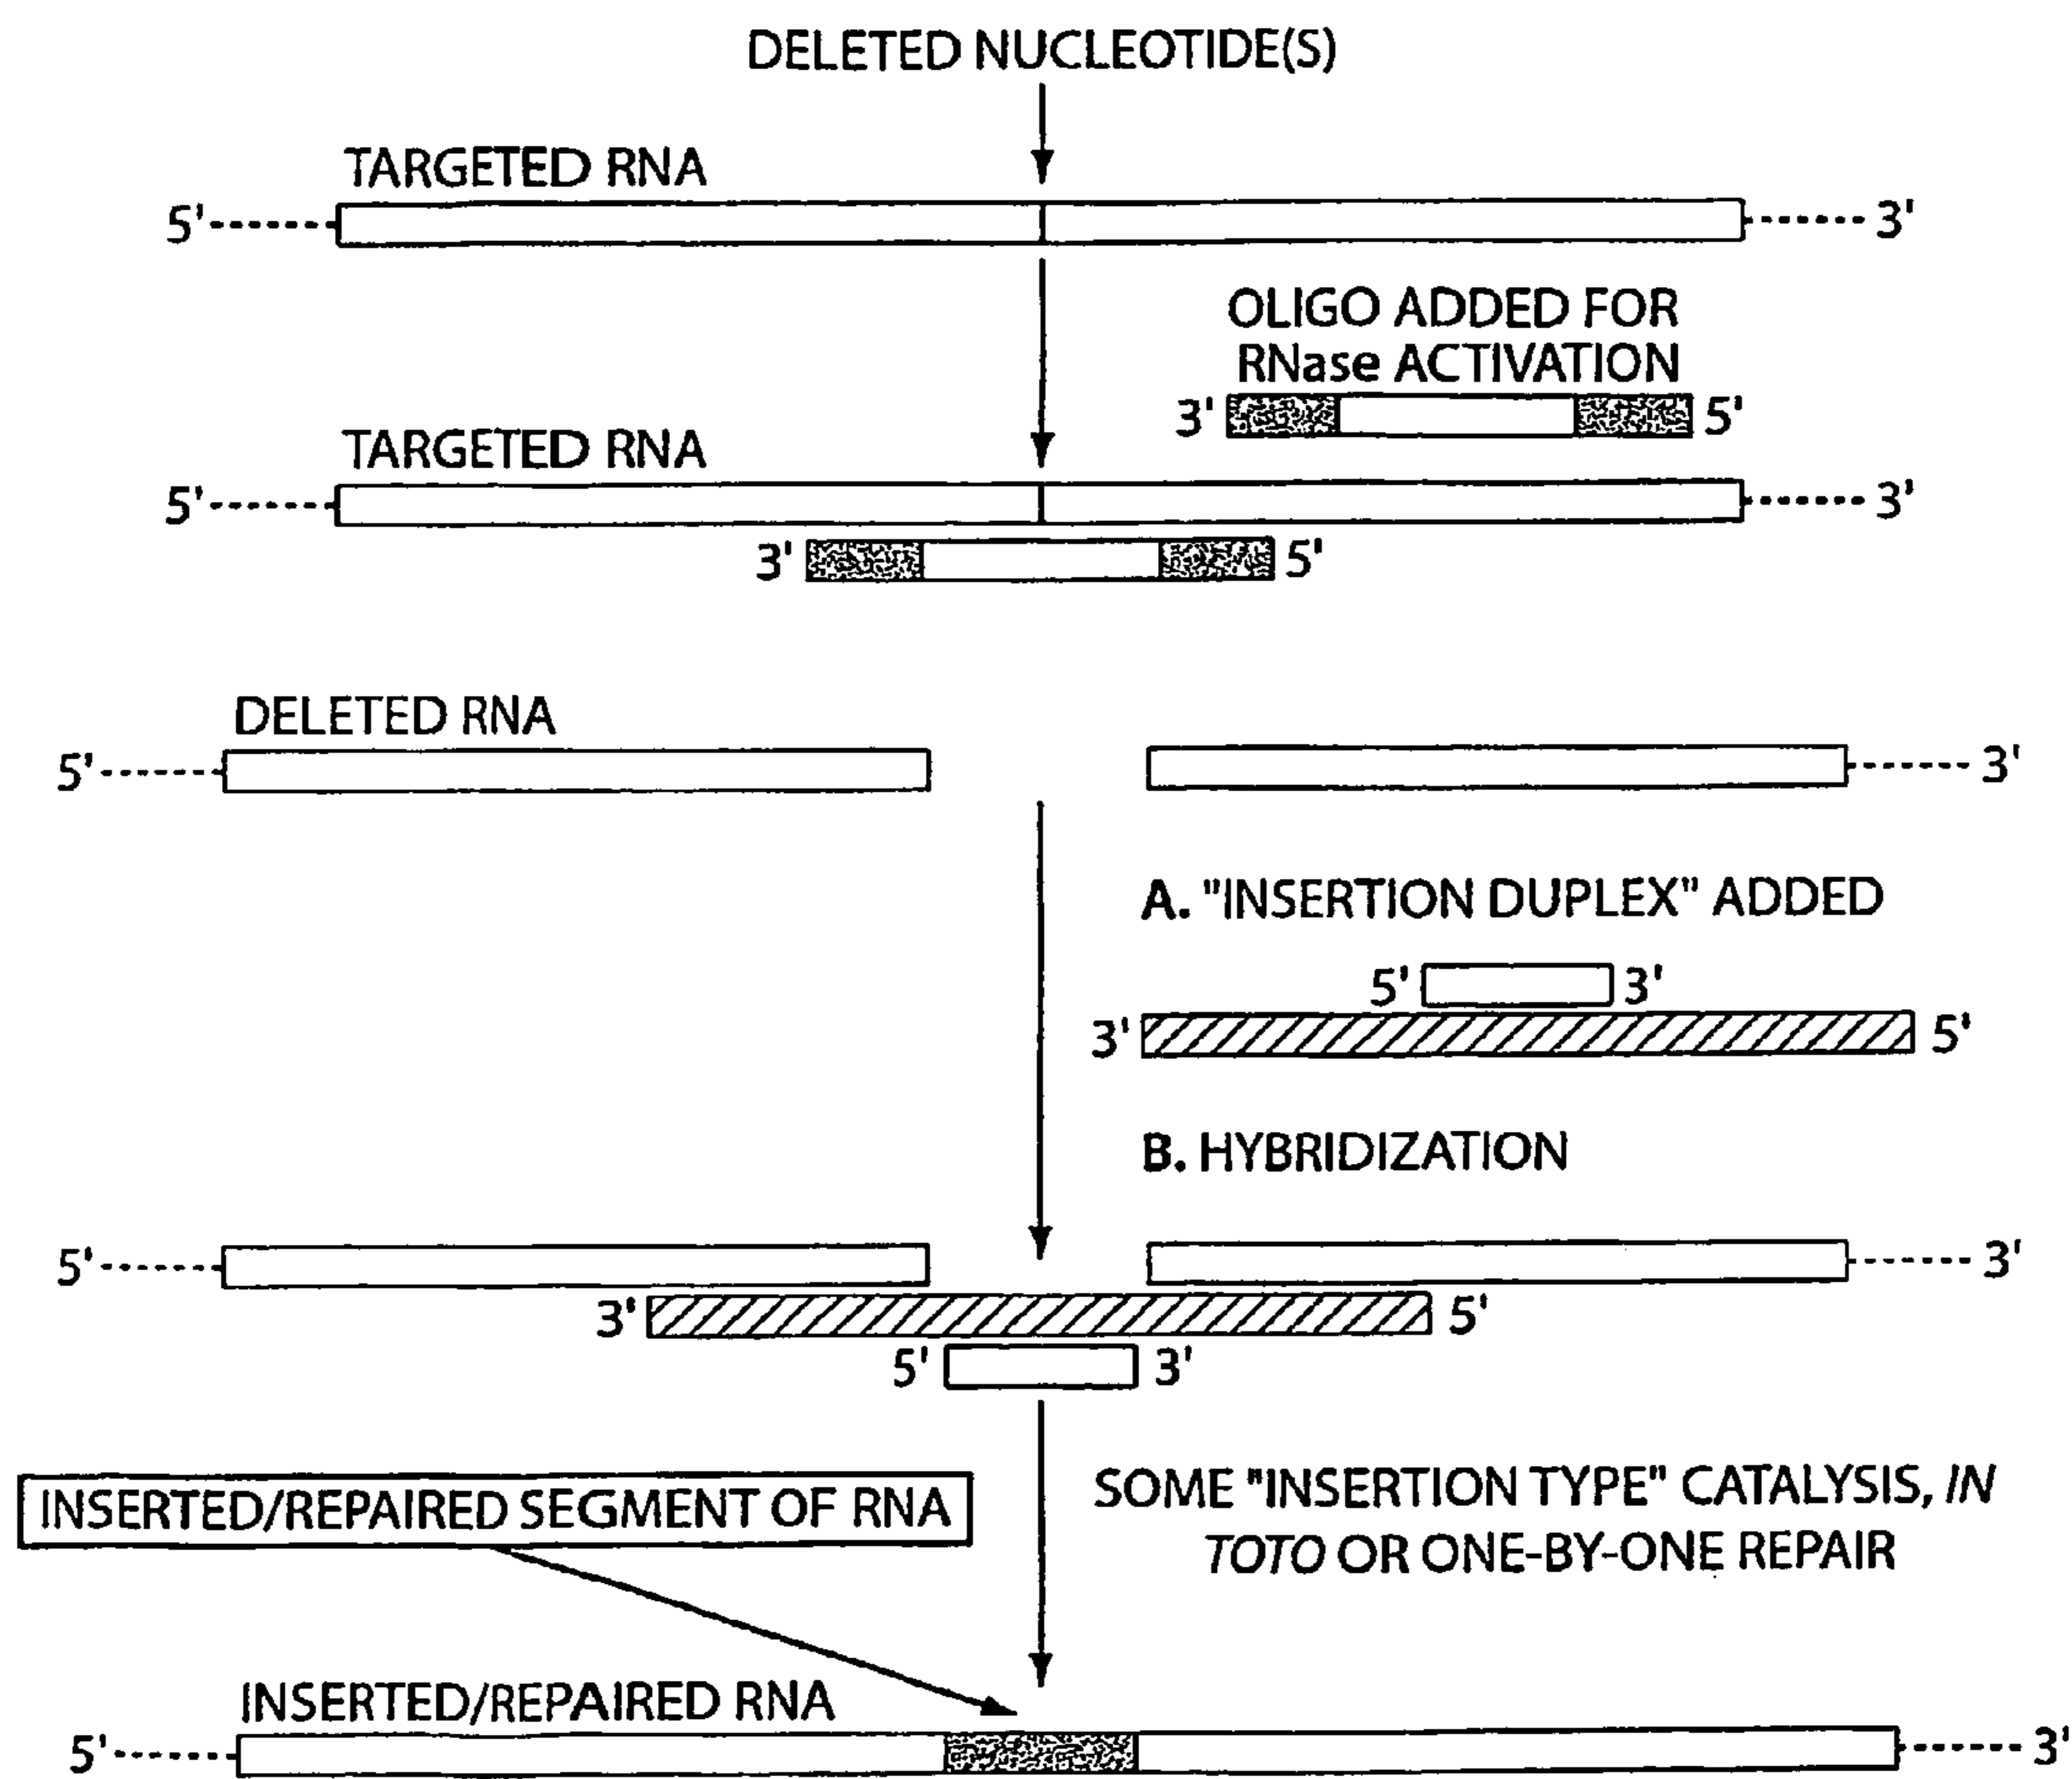 DELETED NUCLEOTIDE(S)
TARGETED RNA
5' 3'
OLIGO ADDED FOR
RNase ACTIVATION
3' 5'
TARGETED RNA
5' 3'
3' 5'
DELETED RNA
5' 3'
A. "INSERTION DUPLEX" ADDED
5' 3'
3' 5'
B. HYBRIDIZATION
5' 3'
3' 5'
5' 3'
SOME "INSERTION TYPE" CATALYSIS, IN
TOTO OR ONE-BY-ONE REPAIR
INSERTED/REPAIRED SEGMENT OF RNA
INSERTED/REPAIRED RNA
5' 3'